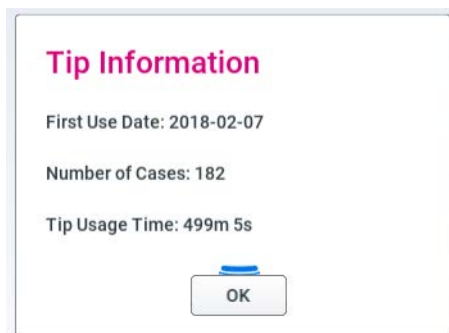 Tip Information
First Use Date: 2018-02-07
Number of Cases: 182
Tip Usage Time: 499m 5s
OK